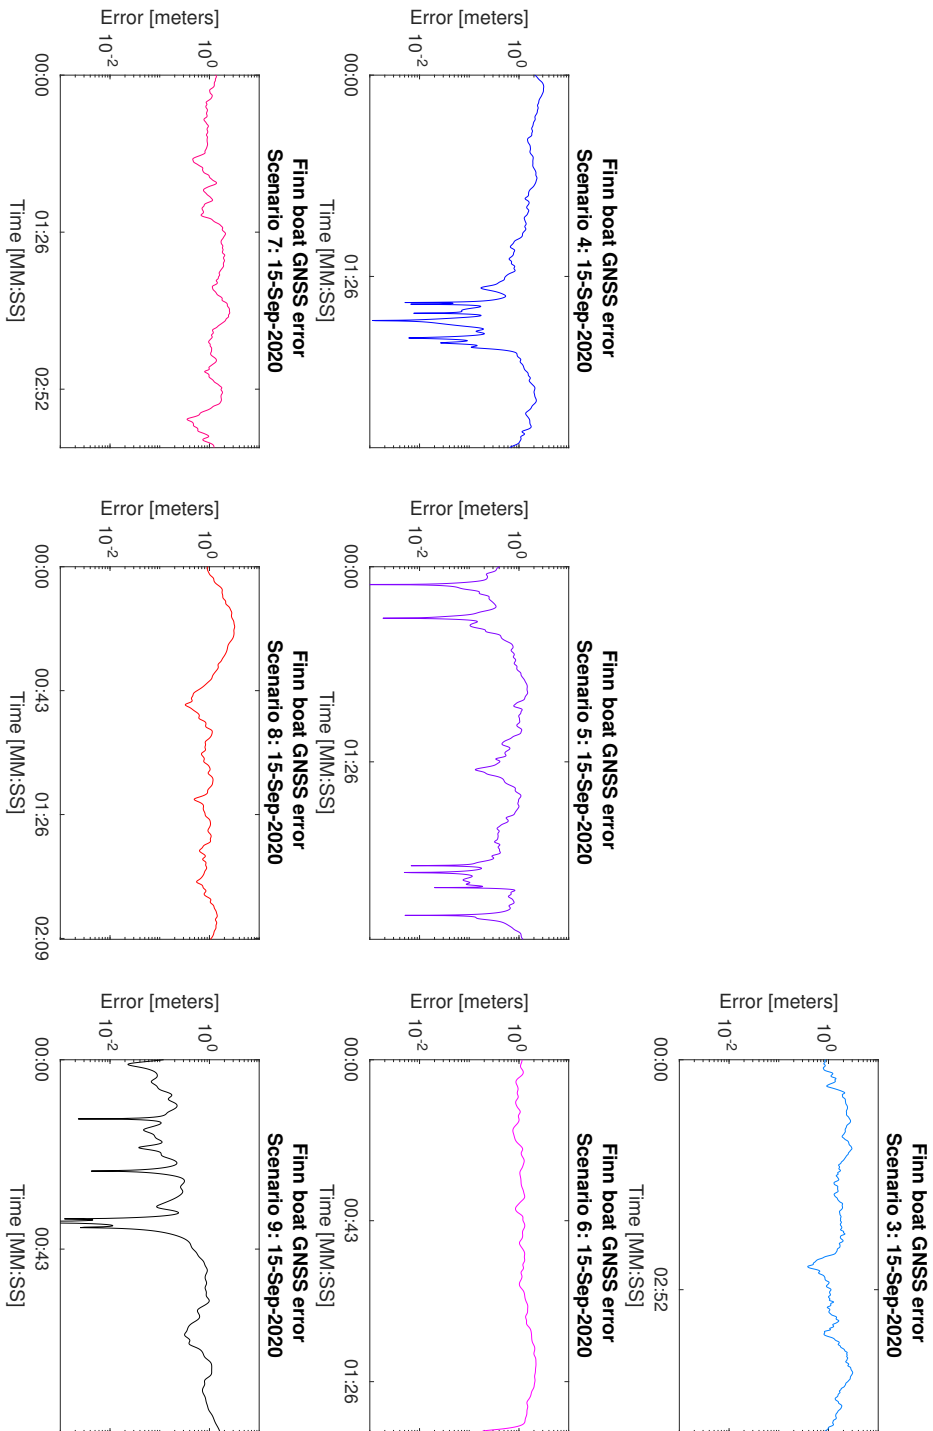 Finn boat GNSS error
Scenario 3: 15-Sep-2020
Error [meters]
10^0
10^-2
00:00
02:52
Time [MM:SS]
Finn boat GNSS error
Scenario 4: 15-Sep-2020
Error [meters]
10^0
10^-2
00:00
01:26
Time [MM:SS]
Finn boat GNSS error
Scenario 5: 15-Sep-2020
Error [meters]
10^0
10^-2
00:00
01:26
Time [MM:SS]
Finn boat GNSS error
Scenario 6: 15-Sep-2020
Error [meters]
10^0
10^-2
00:00
00:43
01:26
Time [MM:SS]
Finn boat GNSS error
Scenario 7: 15-Sep-2020
Error [meters]
10^0
10^-2
00:00
01:26
02:52
Time [MM:SS]
Finn boat GNSS error
Scenario 8: 15-Sep-2020
Error [meters]
10^0
10^-2
00:00
00:43
01:26
02:09
Time [MM:SS]
Finn boat GNSS error
Scenario 9: 15-Sep-2020
Error [meters]
10^0
10^-2
00:00
00:43
Time [MM:SS]